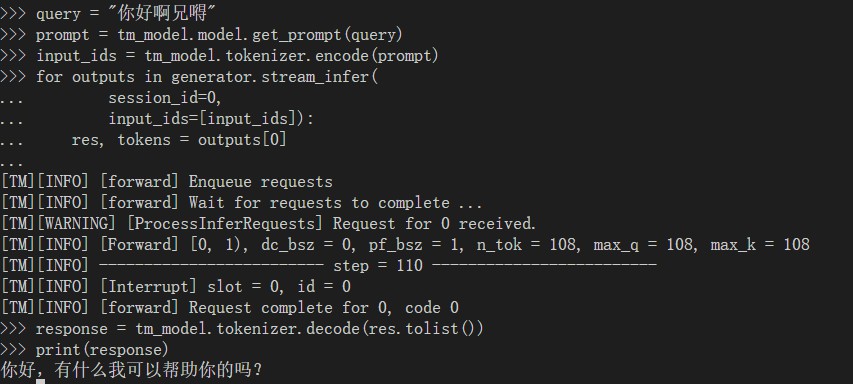 >>> query = "你好啊兄嘚"
>>> prompt = tm_model.model.get_prompt(query)
>>> input_ids = tm_model.tokenizer.encode(prompt)
>>> for outputs in generator.stream_infer(
...         session_id=0,
...         input_ids=[input_ids]):
...     res, tokens = outputs[0]
...
[TM][INFO] [forward] Enqueue requests
[TM][INFO] [forward] Wait for requests to complete ...
[TM][WARNING] [ProcessInferRequests] Request for 0 received.
[TM][INFO] [Forward] [0, 1), dc_bsz = 0, pf_bsz = 1, n_tok = 108, max_q = 108, max_k = 108
[TM][INFO] ------------------------- step = 110 -------------------------
[TM][INFO] [Interrupt] slot = 0, id = 0
[TM][INFO] [forward] Request complete for 0, code 0
>>> response = tm_model.tokenizer.decode(res.tolist())
>>> print(response)
你好，有什么我可以帮助你的吗？